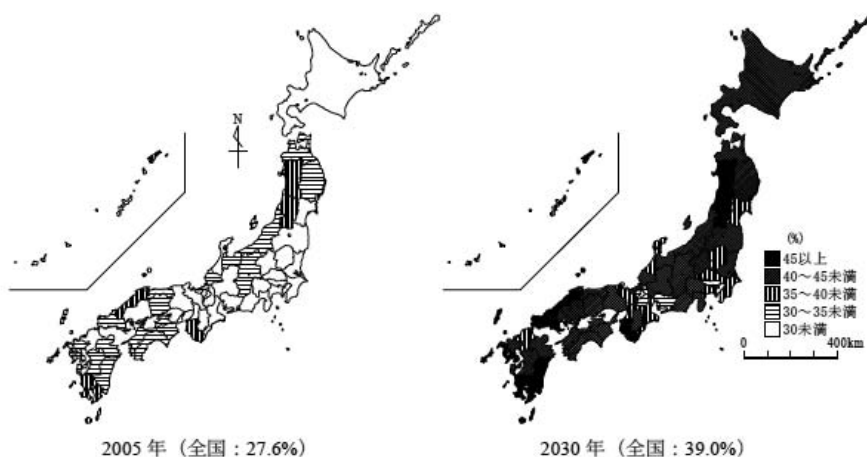 N
(%)
45以上
40～45未満
35～40未満
30～35未満
30未満
0 400km
2005 年（全国：27.6%）
2030 年（全国：39.0%）